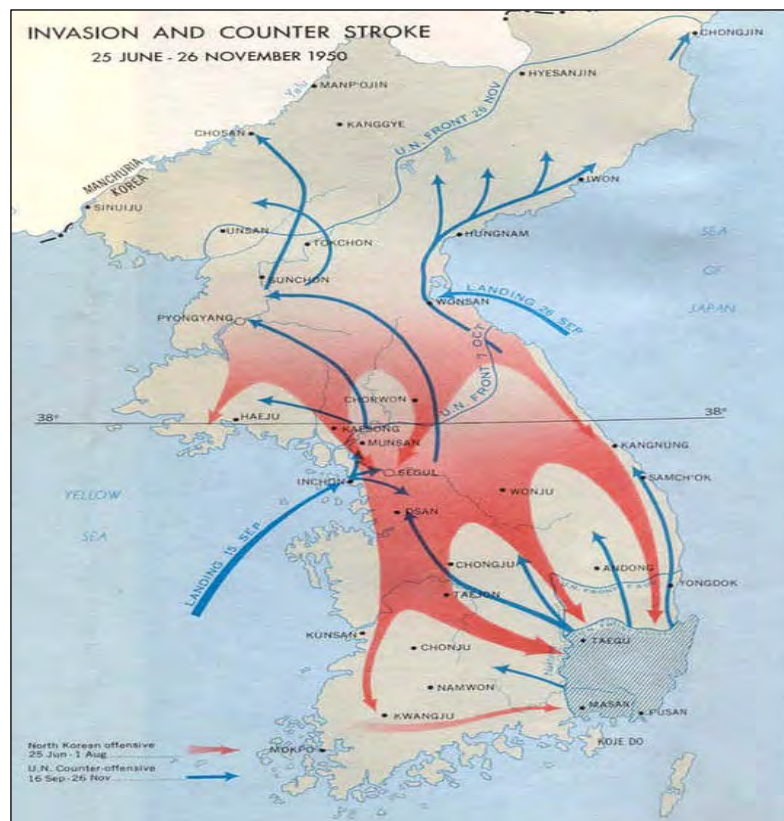 INVASION AND COUNTER STROKE
25 JUNE - 26 NOVEMBER 1950
CHONGJIN
HYESANJIN
Yalu
MANP'OJIN
KANGGYE
U.N. FRONT 26 NOV
CHOSAN
MANCHURIA
KOREA
IWON
SINUIJU
UNSAN
TOKCHON
HUNGNAM
SEA
OF
JAPAN
SUNCHON
LANDING 26 SEP
WONSAN
PYONGYANG
U.N. FRONT 7 OCT
CHORWON
38°
HAEJU
38°
KAESONG
MUNSAN
KANGNUNG
SEOUL
SAMCH'OK
INCHON
YELLOW
SEA
WONJU
OSAN
LANDING 15 SEP
CHONGJU
ANDONG
YONGDOK
TAEJON
KUNSAN
TAEGU
CHONJU
NAMWON
MASAN
PUSAN
KWANGJU
KOJE DO
MOKPO
North Korean offensive
25 Jun - 1 Aug
U.N. Counter-offensive
16 Sep - 26 Nov